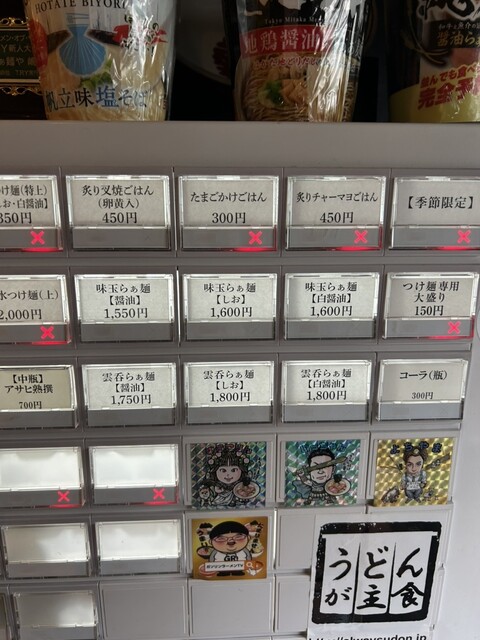 HOTATE BIYORI
帆立味塩そば
Tokyo Mitaka
地鶏醤油
醤油ら
完全
け麺(特上)
お・白醤油】
350円
炙り叉焼ごはん
(卵黄入)
450円
たまごかけごはん
300円
炙りチャーマヨごはん
450円
【季節限定】
水つけ麺(上)
2,000円
味玉らぁ麺
【醤油】
1,550円
味玉らぁ麺
【しお】
1,600円
味玉らぁ麺
【白醤油】
1,600円
つけ麺専用
大盛り
150円
【中瓶】
アサヒ熟撰
700円
雲呑らぁ麺
【醤油】
1,750円
雲呑らぁ麺
【しお】
1,800円
雲呑らぁ麺
【白醤油】
1,800円
コーラ(瓶)
300円
うどん
が主食